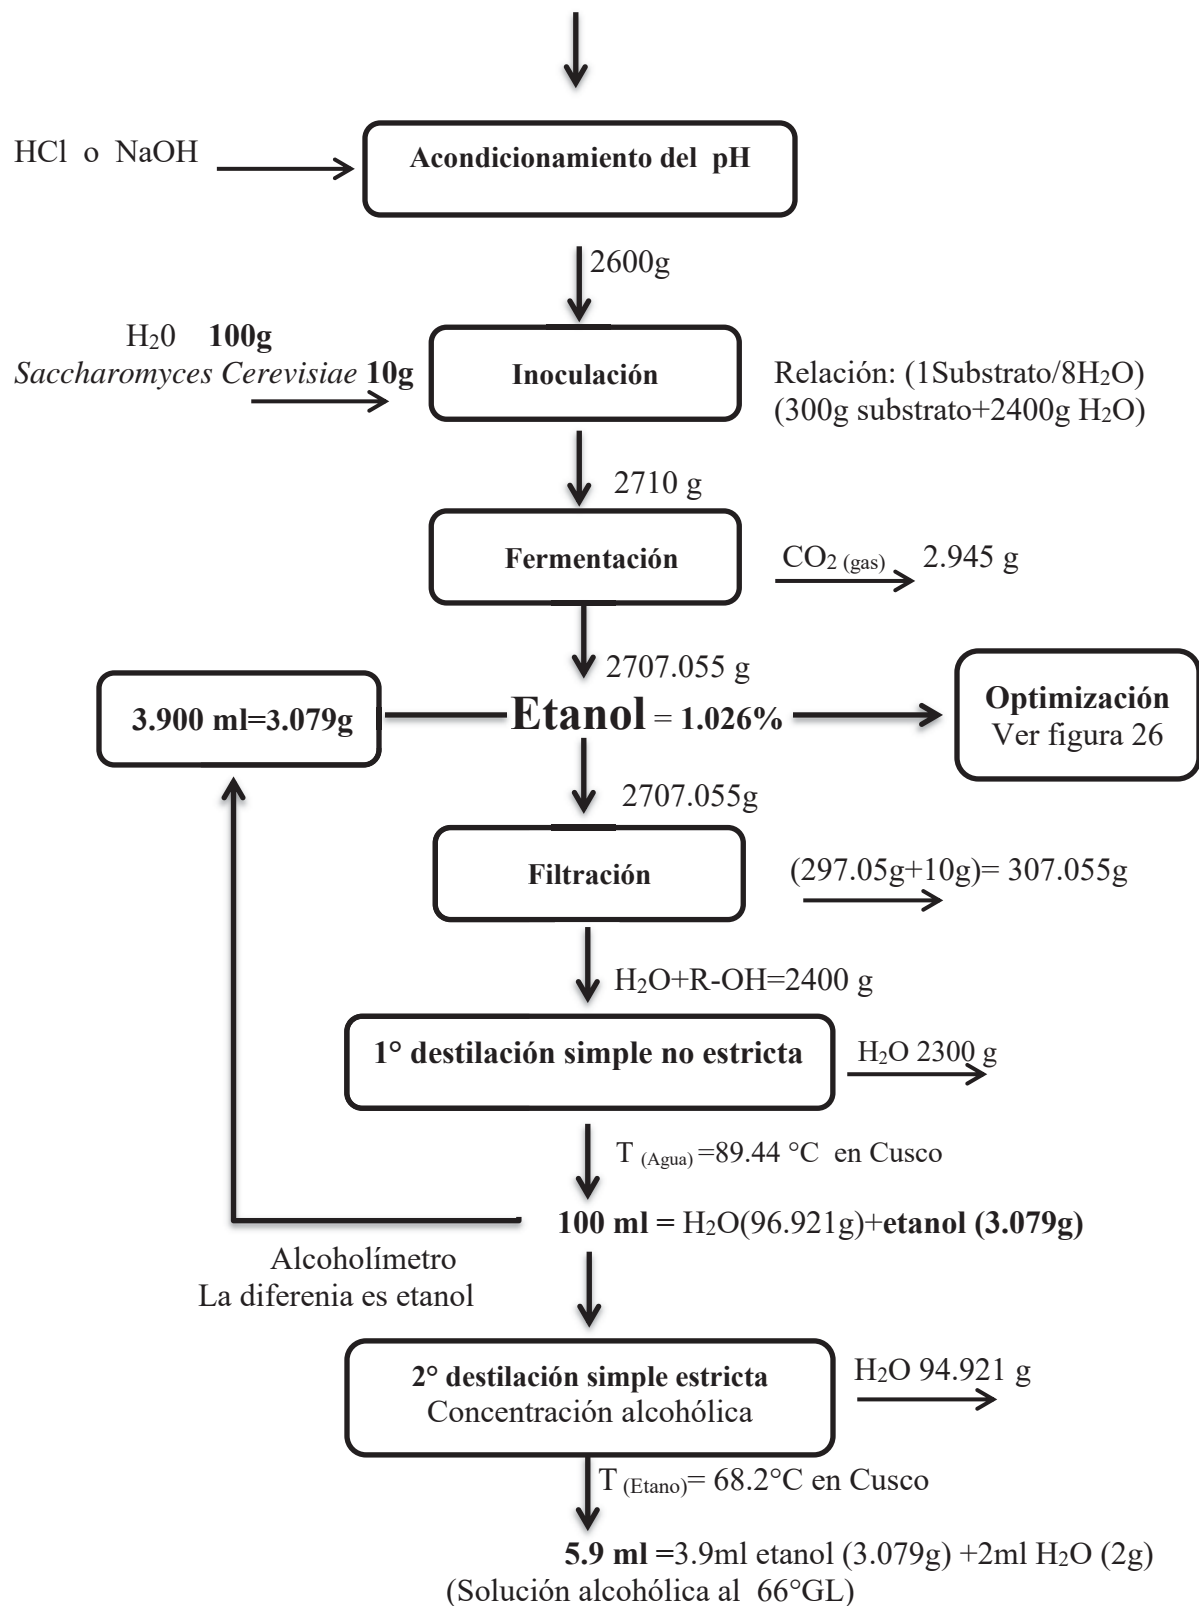 HCl o NaOH
Acondicionamiento del pH
2600g
H₂0 100g
Saccharomyces Cerevisiae 10g
Inoculación
Relación: (1Substrato/8H₂O)
(300g substrato+2400g H₂O)
2710 g
Fermentación
CO₂ (gas) 2.945 g
2707.055 g
3.900 ml=3.079g
Etanol = 1.026%
Optimización
Ver figura 26
2707.055g
Filtración
(297.05g+10g)= 307.055g
H₂O+R-OH=2400 g
1° destilación simple no estricta
H₂O 2300 g
T (Agua) =89.44 °C en Cusco
100 ml = H₂O(96.921g)+etanol (3.079g)
Alcoholímetro
La diferenia es etanol
2° destilación simple estricta
Concentración alcohólica
H₂O 94.921 g
T (Etano)= 68.2°C en Cusco
5.9 ml =3.9ml etanol (3.079g) +2ml H₂O (2g)
(Solución alcohólica al 66°GL)